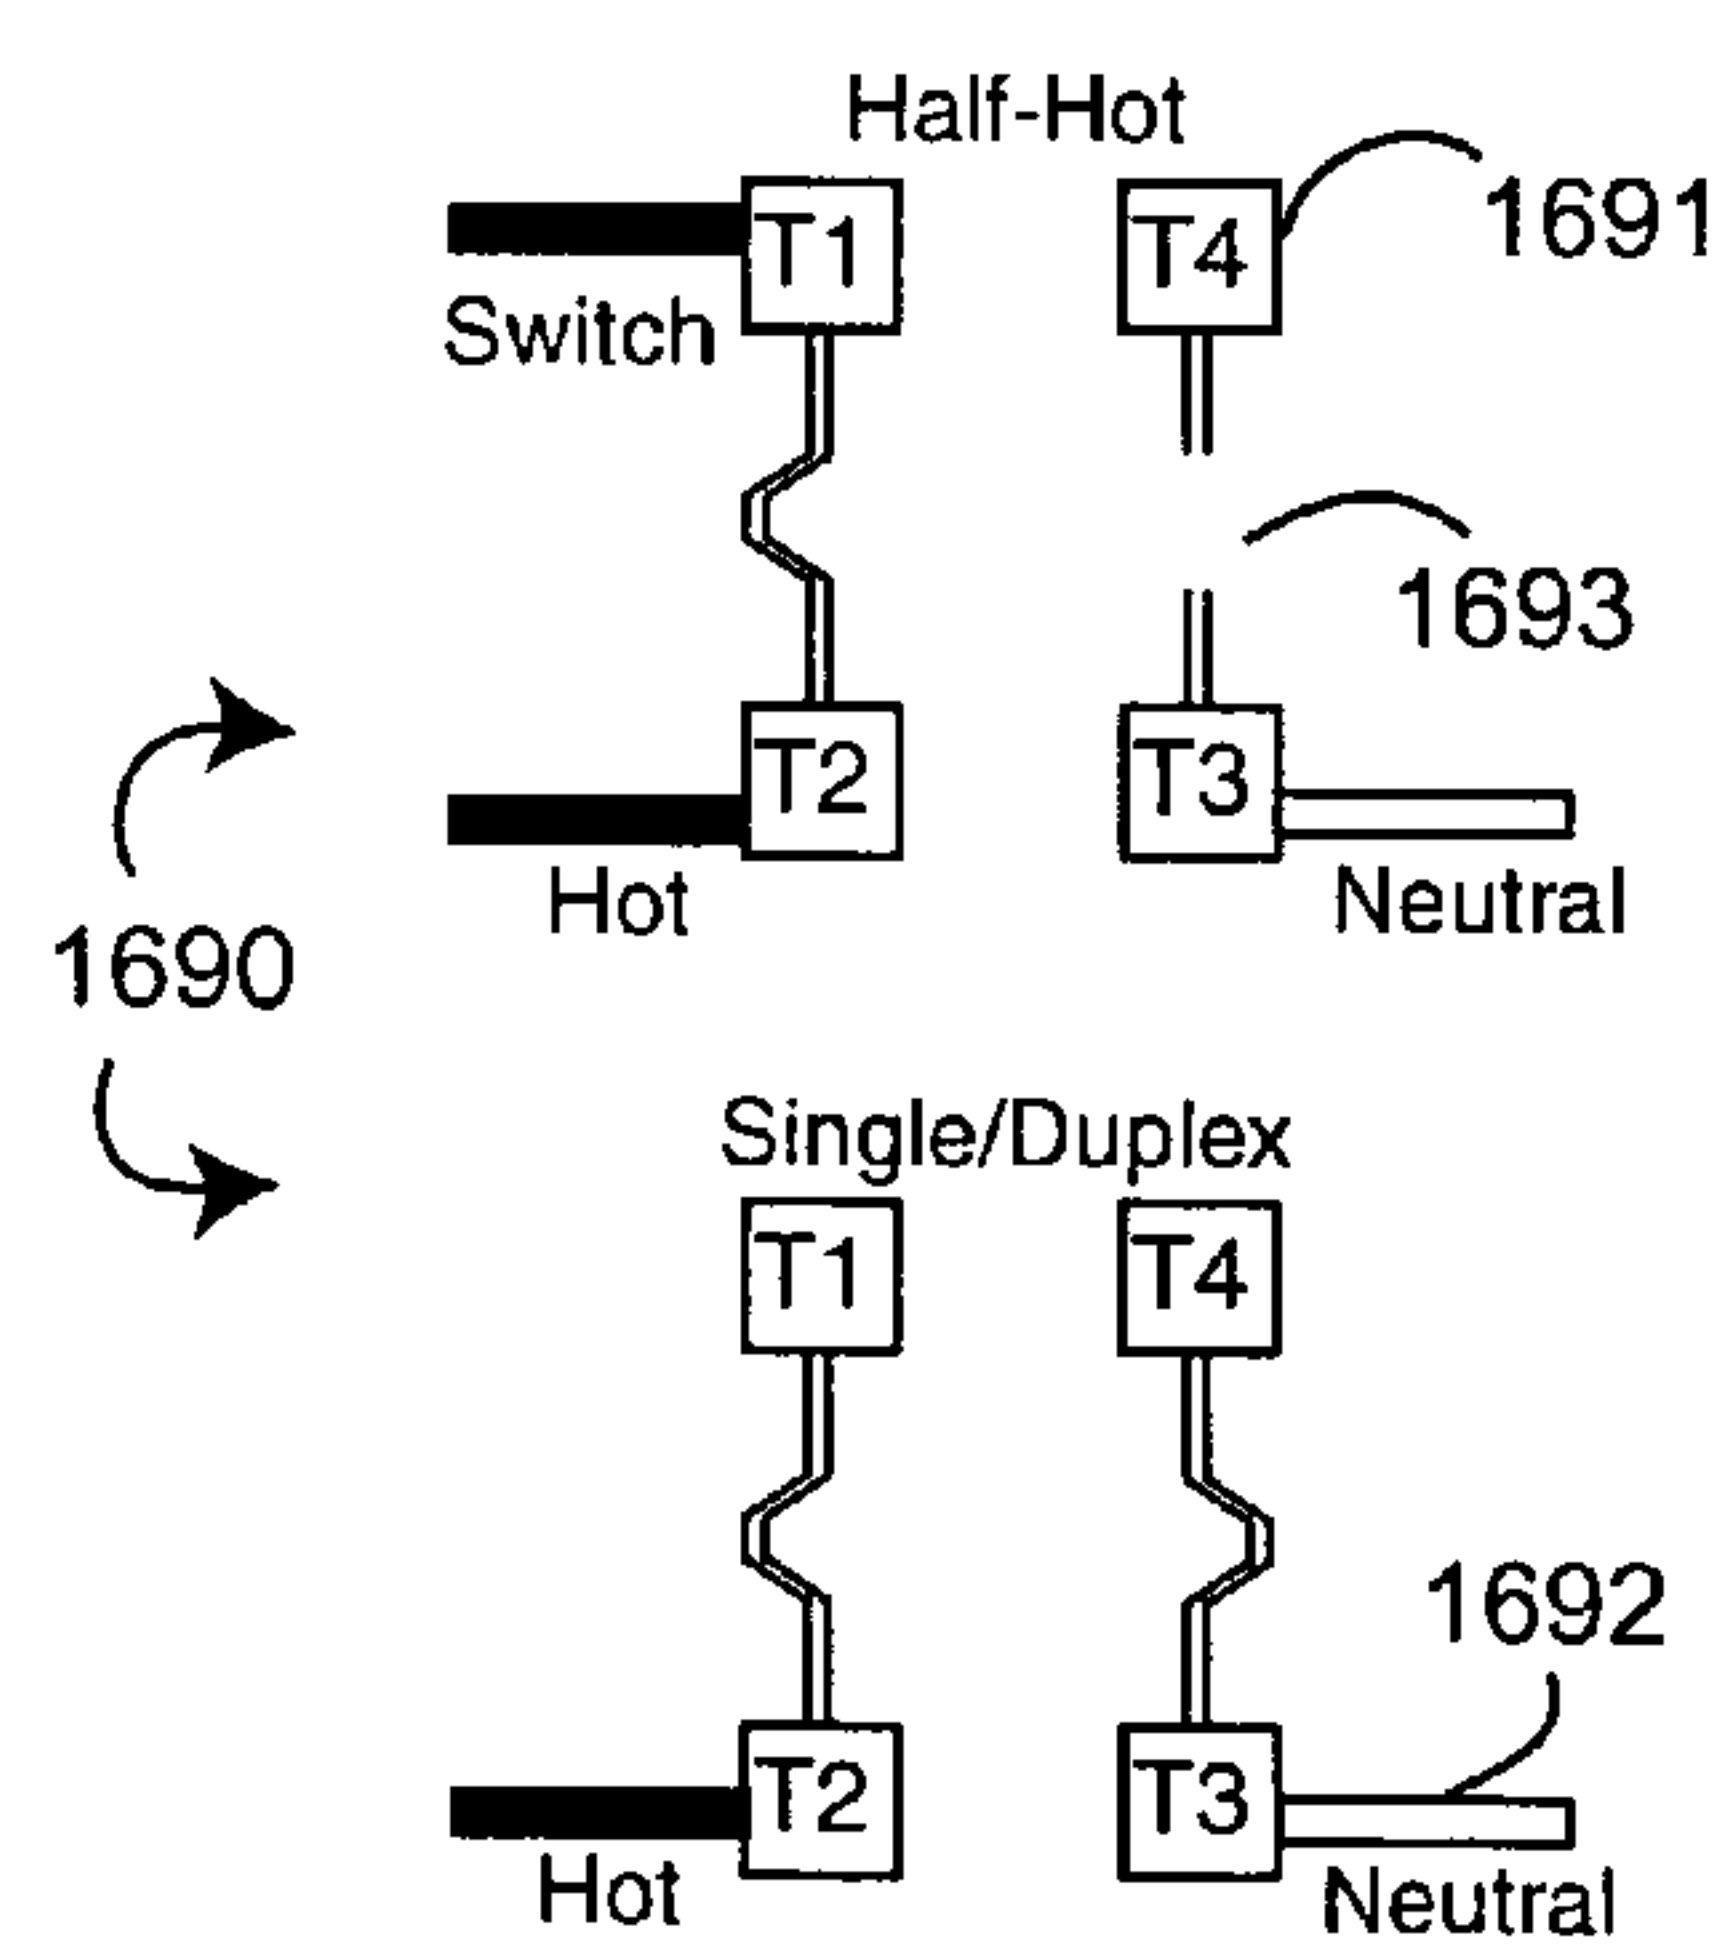 Half-Hot
T1
T4
1691
Switch
1693
T2
T3
Hot
Neutral
1690
Single/Duplex
T1
T4
1692
T2
T3
Hot
Neutral